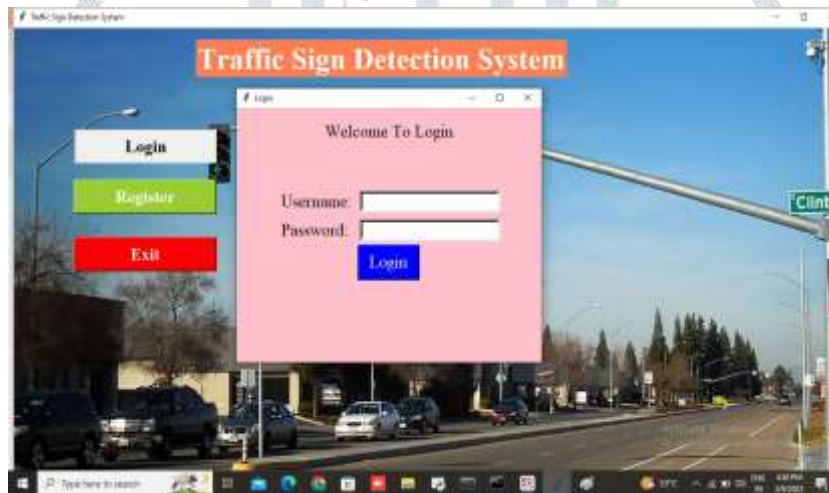 Traffic Sign Detection System
Traffic Sign Detection System
Login
Welcome To Login
Login
Register
Exit
Username:
Password:
Login
Clint
Type here to search